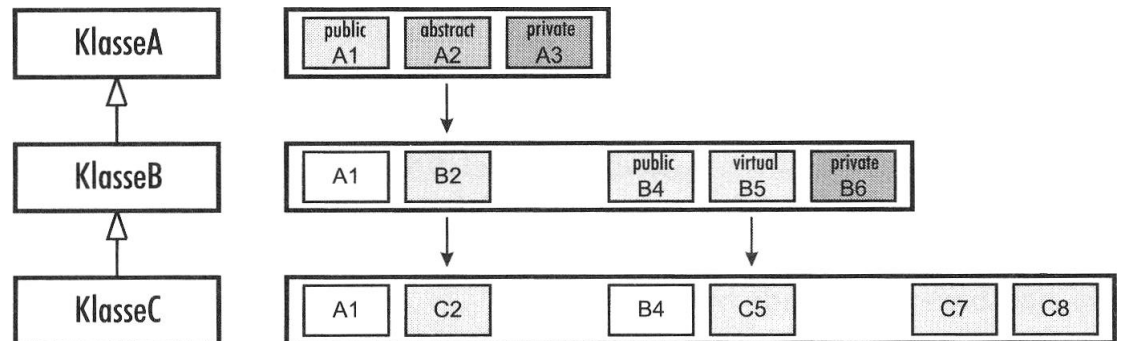 KlasseA
public abstract private
A1 A2 A3
KlasseB
public virtual private
A1 B2 B4 B5 B6
KlasseC
A1 C2 B4 C5 C7 C8